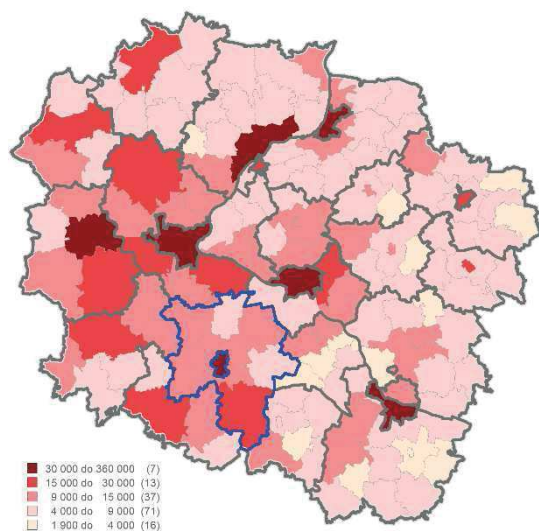 30 000 do 360 000 (7)
15 000 do 30 000 (13)
9 000 do 15 000 (37)
4 000 do 9 000 (71)
1 900 do 4 000 (16)